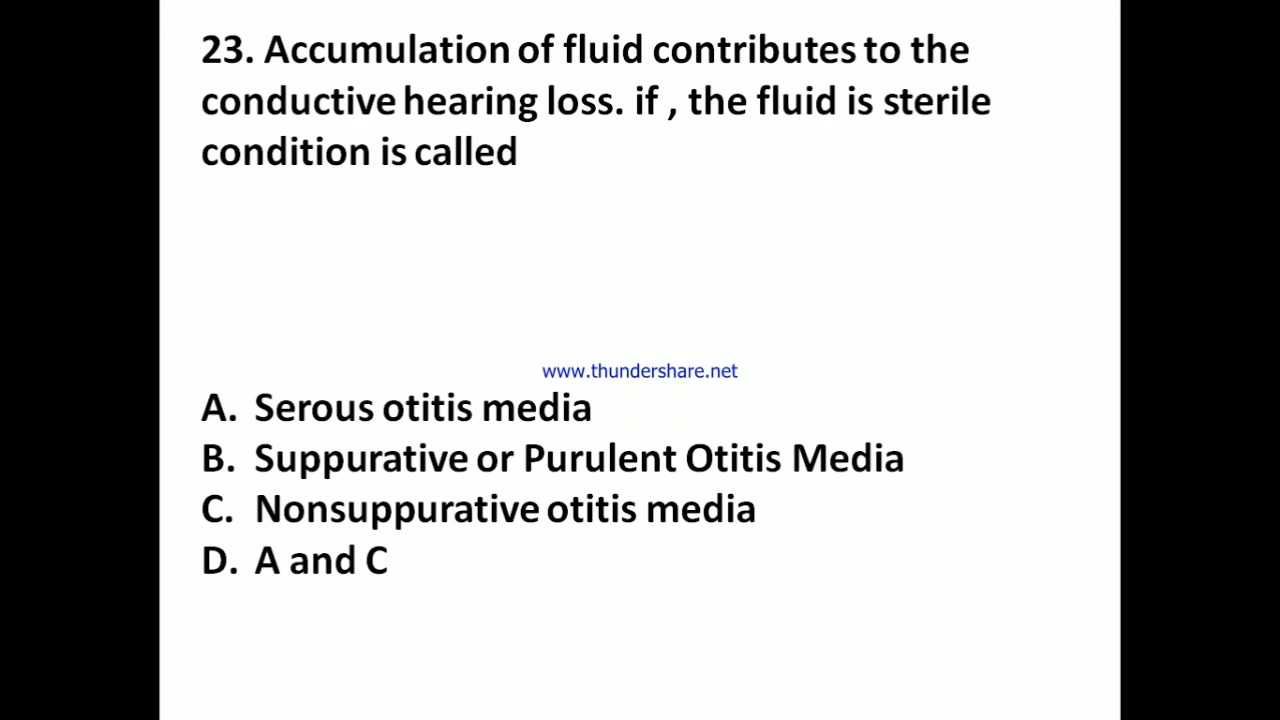 23. Accumulation of fluid contributes to the
conductive hearing loss. if , the fluid is sterile
condition is called
www.thundershare.net
A. Serous otitis media
B. Suppurative or Purulent Otitis Media
C. Nonsuppurative otitis media
D. A and C